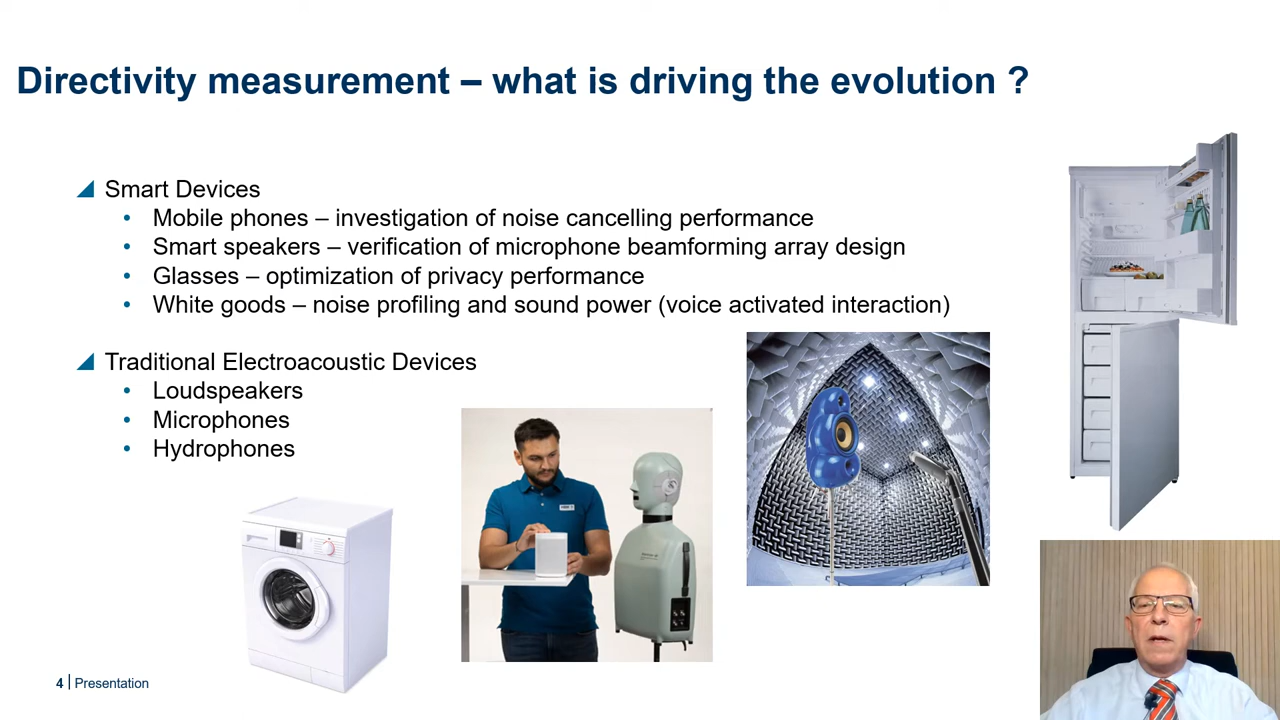 Directivity measurement – what is driving the evolution ?
Smart Devices
• Mobile phones – investigation of noise cancelling performance
• Smart speakers – verification of microphone beamforming array design
• Glasses – optimization of privacy performance
• White goods – noise profiling and sound power (voice activated interaction)
Traditional Electroacoustic Devices
• Loudspeakers
• Microphones
• Hydrophones
4 | Presentation